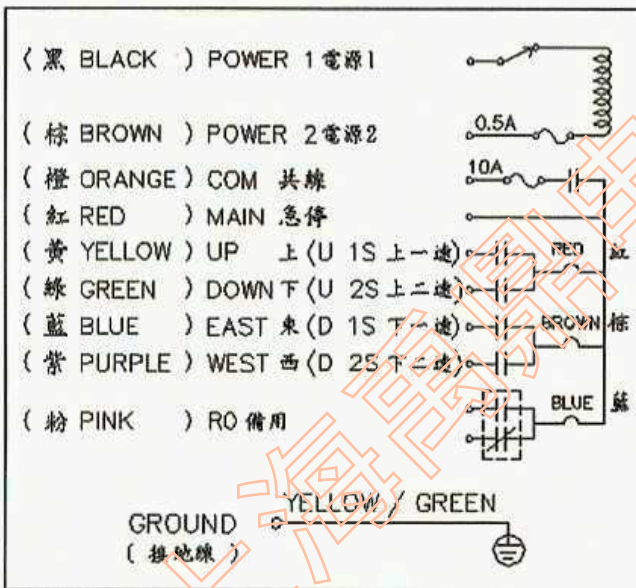 ( 黑 BLACK ) POWER 1 電源1
( 棕 BROWN ) POWER 2 電源2 0.5A
( 橙 ORANGE ) COM 共線 10A
( 紅 RED ) MAIN 急停
( 黃 YELLOW ) UP 上 (U 1S 上一速) RED 紅
( 綠 GREEN ) DOWN 下 (U 2S 上二速)
( 藍 BLUE ) EAST 東 (D 1S 下一速) BROWN 棕
( 紫 PURPLE ) WEST 西 (D 2S 下二速)
( 粉 PINK ) RO 備用 BLUE 藍
YELLOW / GREEN
GROUND
( 接地線 )
上海禹鼎